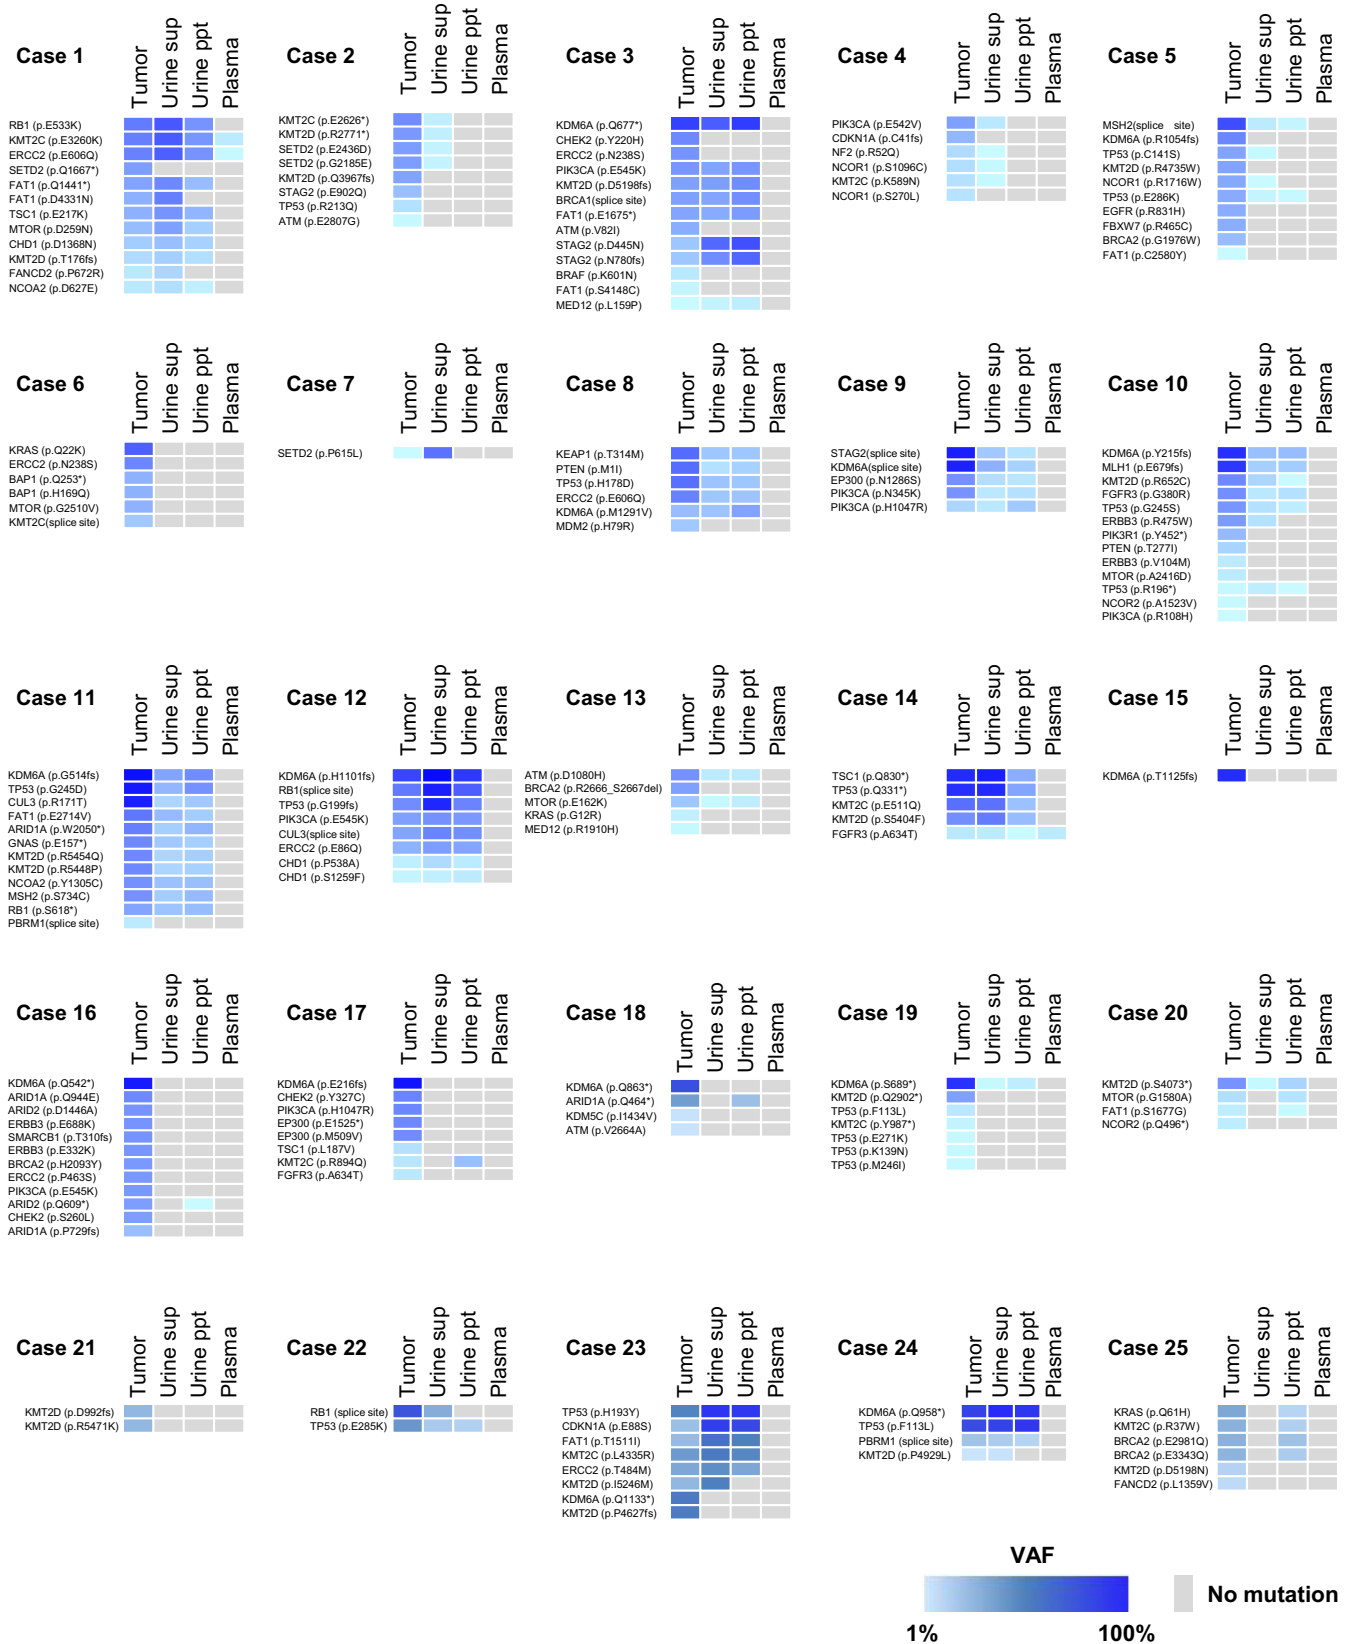 Case 1
Tumor
Urine sup
Urine ppt
Plasma
RB1 (p.E533K)
KMT2C (p.E3260K)
ERCC2 (p.E606Q)
SETD2 (p.Q1667*)
FAT1 (p.Q1441*)
FAT1 (p.D4331N)
TSC1 (p.E217K)
MTOR (p.D259N)
CHD1 (p.D1368N)
KMT2D (p.T176fs)
FANCD2 (p.P672R)
NCOA2 (p.D627E)
Case 2
Tumor
Urine sup
Urine ppt
Plasma
KMT2C (p.E2626*)
KMT2D (p.R2771*)
SETD2 (p.E2436D)
SETD2 (p.G2185E)
KMT2D (p.Q3967fs)
STAG2 (p.E902Q)
TP53 (p.R213Q)
ATM (p.E2807G)
Case 3
Tumor
Urine sup
Urine ppt
Plasma
KDM6A (p.Q677*)
CHEK2 (p.Y220H)
ERCC2 (p.N238S)
PIK3CA (p.E545K)
KMT2D (p.D5198fs)
BRCA1(splice site)
FAT1 (p.E1675*)
ATM (p.V82I)
STAG2 (p.D445N)
STAG2 (p.N780fs)
BRAF (p.K601N)
FAT1 (p.S4148C)
MED12 (p.L159P)
Case 4
Tumor
Urine sup
Urine ppt
Plasma
PIK3CA (p.E542V)
CDKN1A (p.C41fs)
NF2 (p.R52Q)
NCOR1 (p.S1096C)
KMT2C (p.K589N)
NCOR1 (p.S270L)
Case 5
Tumor
Urine sup
Urine ppt
Plasma
MSH2(splice site)
KDM6A (p.R1054fs)
TP53 (p.C141S)
KMT2D (p.R4735W)
NCOR1 (p.R1716W)
TP53 (p.E286K)
EGFR (p.R831H)
FBXW7 (p.R465C)
BRCA2 (p.G1976W)
FAT1 (p.C2580Y)
Case 6
Tumor
Urine sup
Urine ppt
Plasma
KRAS (p.Q22K)
ERCC2 (p.N238S)
BAP1 (p.Q253*)
BAP1 (p.H169Q)
MTOR (p.G2510V)
KMT2C(splice site)
Case 7
Tumor
Urine sup
Urine ppt
Plasma
SETD2 (p.P615L)
Case 8
Tumor
Urine sup
Urine ppt
Plasma
KEAP1 (p.T314M)
PTEN (p.M1I)
TP53 (p.H178D)
ERCC2 (p.E606Q)
KDM6A (p.M1291V)
MDM2 (p.H79R)
Case 9
Tumor
Urine sup
Urine ppt
Plasma
STAG2(splice site)
KDM6A(splice site)
EP300 (p.N1286S)
PIK3CA (p.N345K)
PIK3CA (p.H1047R)
Case 10
Tumor
Urine sup
Urine ppt
Plasma
KDM6A (p.Y215fs)
MLH1 (p.E679fs)
KMT2D (p.R652C)
FGFR3 (p.G380R)
TP53 (p.G245S)
ERBB3 (p.R475W)
PIK3R1 (p.Y452*)
PTEN (p.T277I)
ERBB3 (p.V104M)
MTOR (p.A2416D)
TP53 (p.R196*)
NCOR2 (p.A1523V)
PIK3CA (p.R108H)
Case 11
Tumor
Urine sup
Urine ppt
Plasma
KDM6A (p.G514fs)
TP53 (p.G245D)
CUL3 (p.R171T)
FAT1 (p.E2714V)
ARID1A (p.W2050*)
GNAS (p.E157*)
KMT2D (p.R5454Q)
KMT2D (p.R5448P)
NCOA2 (p.Y1305C)
MSH2 (p.S734C)
RB1 (p.S618*)
PBRM1(splice site)
Case 12
Tumor
Urine sup
Urine ppt
Plasma
KDM6A (p.H1101fs)
RB1(splice site)
TP53 (p.G199fs)
PIK3CA (p.E545K)
CUL3(splice site)
ERCC2 (p.E86Q)
CHD1 (p.P538A)
CHD1 (p.S1259F)
Case 13
Tumor
Urine sup
Urine ppt
Plasma
ATM (p.D1080H)
BRCA2 (p.R2666_S2667del)
MTOR (p.E162K)
KRAS (p.G12R)
MED12 (p.R1910H)
Case 14
Tumor
Urine sup
Urine ppt
Plasma
TSC1 (p.Q830*)
TP53 (p.Q331*)
KMT2C (p.E511Q)
KMT2D (p.S5404F)
FGFR3 (p.A634T)
Case 15
Tumor
Urine sup
Urine ppt
Plasma
KDM6A (p.T1125fs)
Case 16
Tumor
Urine sup
Urine ppt
Plasma
KDM6A (p.Q542*)
ARID1A (p.Q944E)
ARID2 (p.D1446A)
ERBB3 (p.E688K)
SMARCB1 (p.T310fs)
ERBB3 (p.E332K)
BRCA2 (p.H2093Y)
ERCC2 (p.P463S)
PIK3CA (p.E545K)
ARID2 (p.Q609*)
CHEK2 (p.S260L)
ARID1A (p.P729fs)
Case 17
Tumor
Urine sup
Urine ppt
Plasma
KDM6A (p.E216fs)
CHEK2 (p.Y327C)
PIK3CA (p.H1047R)
EP300 (p.E1525*)
EP300 (p.M509V)
TSC1 (p.L187V)
KMT2C (p.R894Q)
FGFR3 (p.A634T)
Case 18
Tumor
Urine sup
Urine ppt
Plasma
KDM6A (p.Q863*)
ARID1A (p.Q464*)
KDM5C (p.I1434V)
ATM (p.V2664A)
Case 19
Tumor
Urine sup
Urine ppt
Plasma
KDM6A (p.S689*)
KMT2D (p.Q2902*)
TP53 (p.F113L)
KMT2C (p.Y987*)
TP53 (p.E271K)
TP53 (p.K139N)
TP53 (p.M246I)
Case 20
Tumor
Urine sup
Urine ppt
Plasma
KMT2D (p.S4073*)
MTOR (p.G1580A)
FAT1 (p.S1677G)
NCOR2 (p.Q496*)
Case 21
Tumor
Urine sup
Urine ppt
Plasma
KMT2D (p.D992fs)
KMT2D (p.R5471K)
Case 22
Tumor
Urine sup
Urine ppt
Plasma
RB1 (splice site)
TP53 (p.E285K)
Case 23
Tumor
Urine sup
Urine ppt
Plasma
TP53 (p.H193Y)
CDKN1A (p.E88S)
FAT1 (p.T1511I)
KMT2C (p.L4335R)
ERCC2 (p.T484M)
KMT2D (p.I5246M)
KDM6A (p.Q1133*)
KMT2D (p.P4627fs)
Case 24
Tumor
Urine sup
Urine ppt
Plasma
KDM6A (p.Q958*)
TP53 (p.F113L)
PBRM1 (splice site)
KMT2D (p.P4929L)
Case 25
Tumor
Urine sup
Urine ppt
Plasma
KRAS (p.Q61H)
KMT2C (p.R37W)
BRCA2 (p.E2981Q)
BRCA2 (p.E3343Q)
KMT2D (p.D5198N)
FANCD2 (p.L1359V)
VAF
1%
100%
No mutation